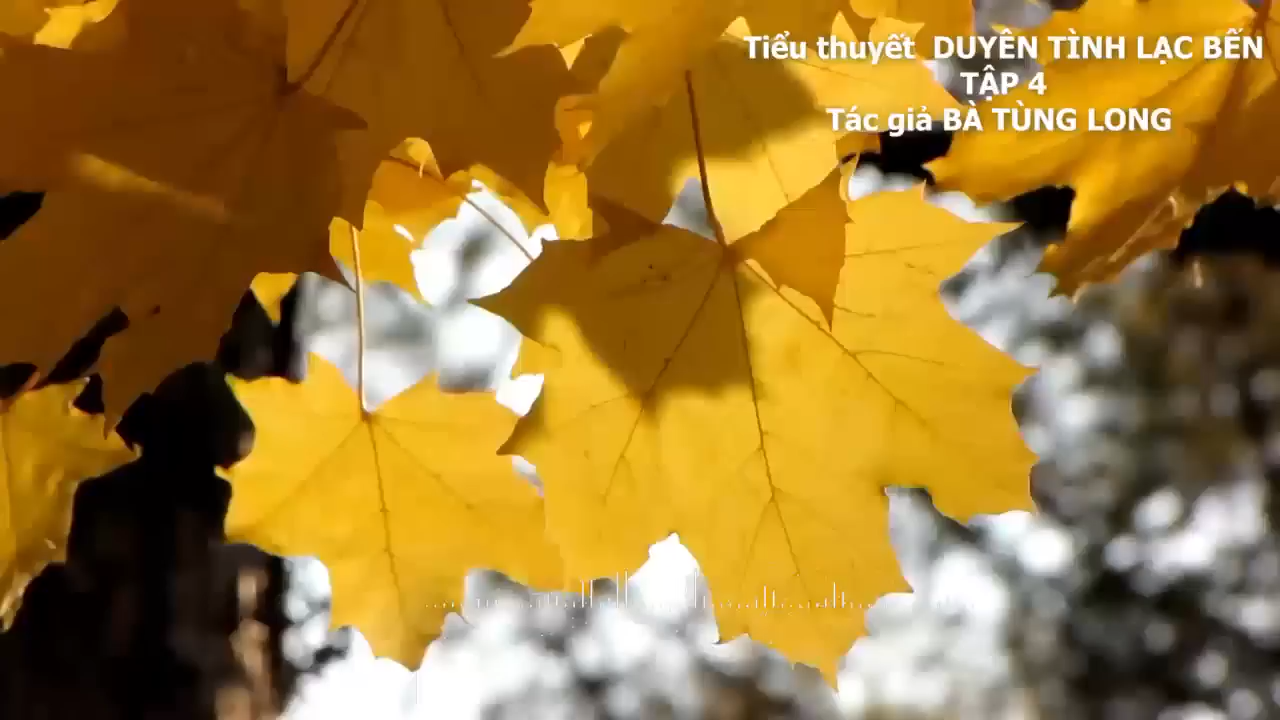 Tiểu thuyết  DUYÊN TÌNH LẠC BẾN
TẬP 4
Tác giả BÀ TÙNG LONG